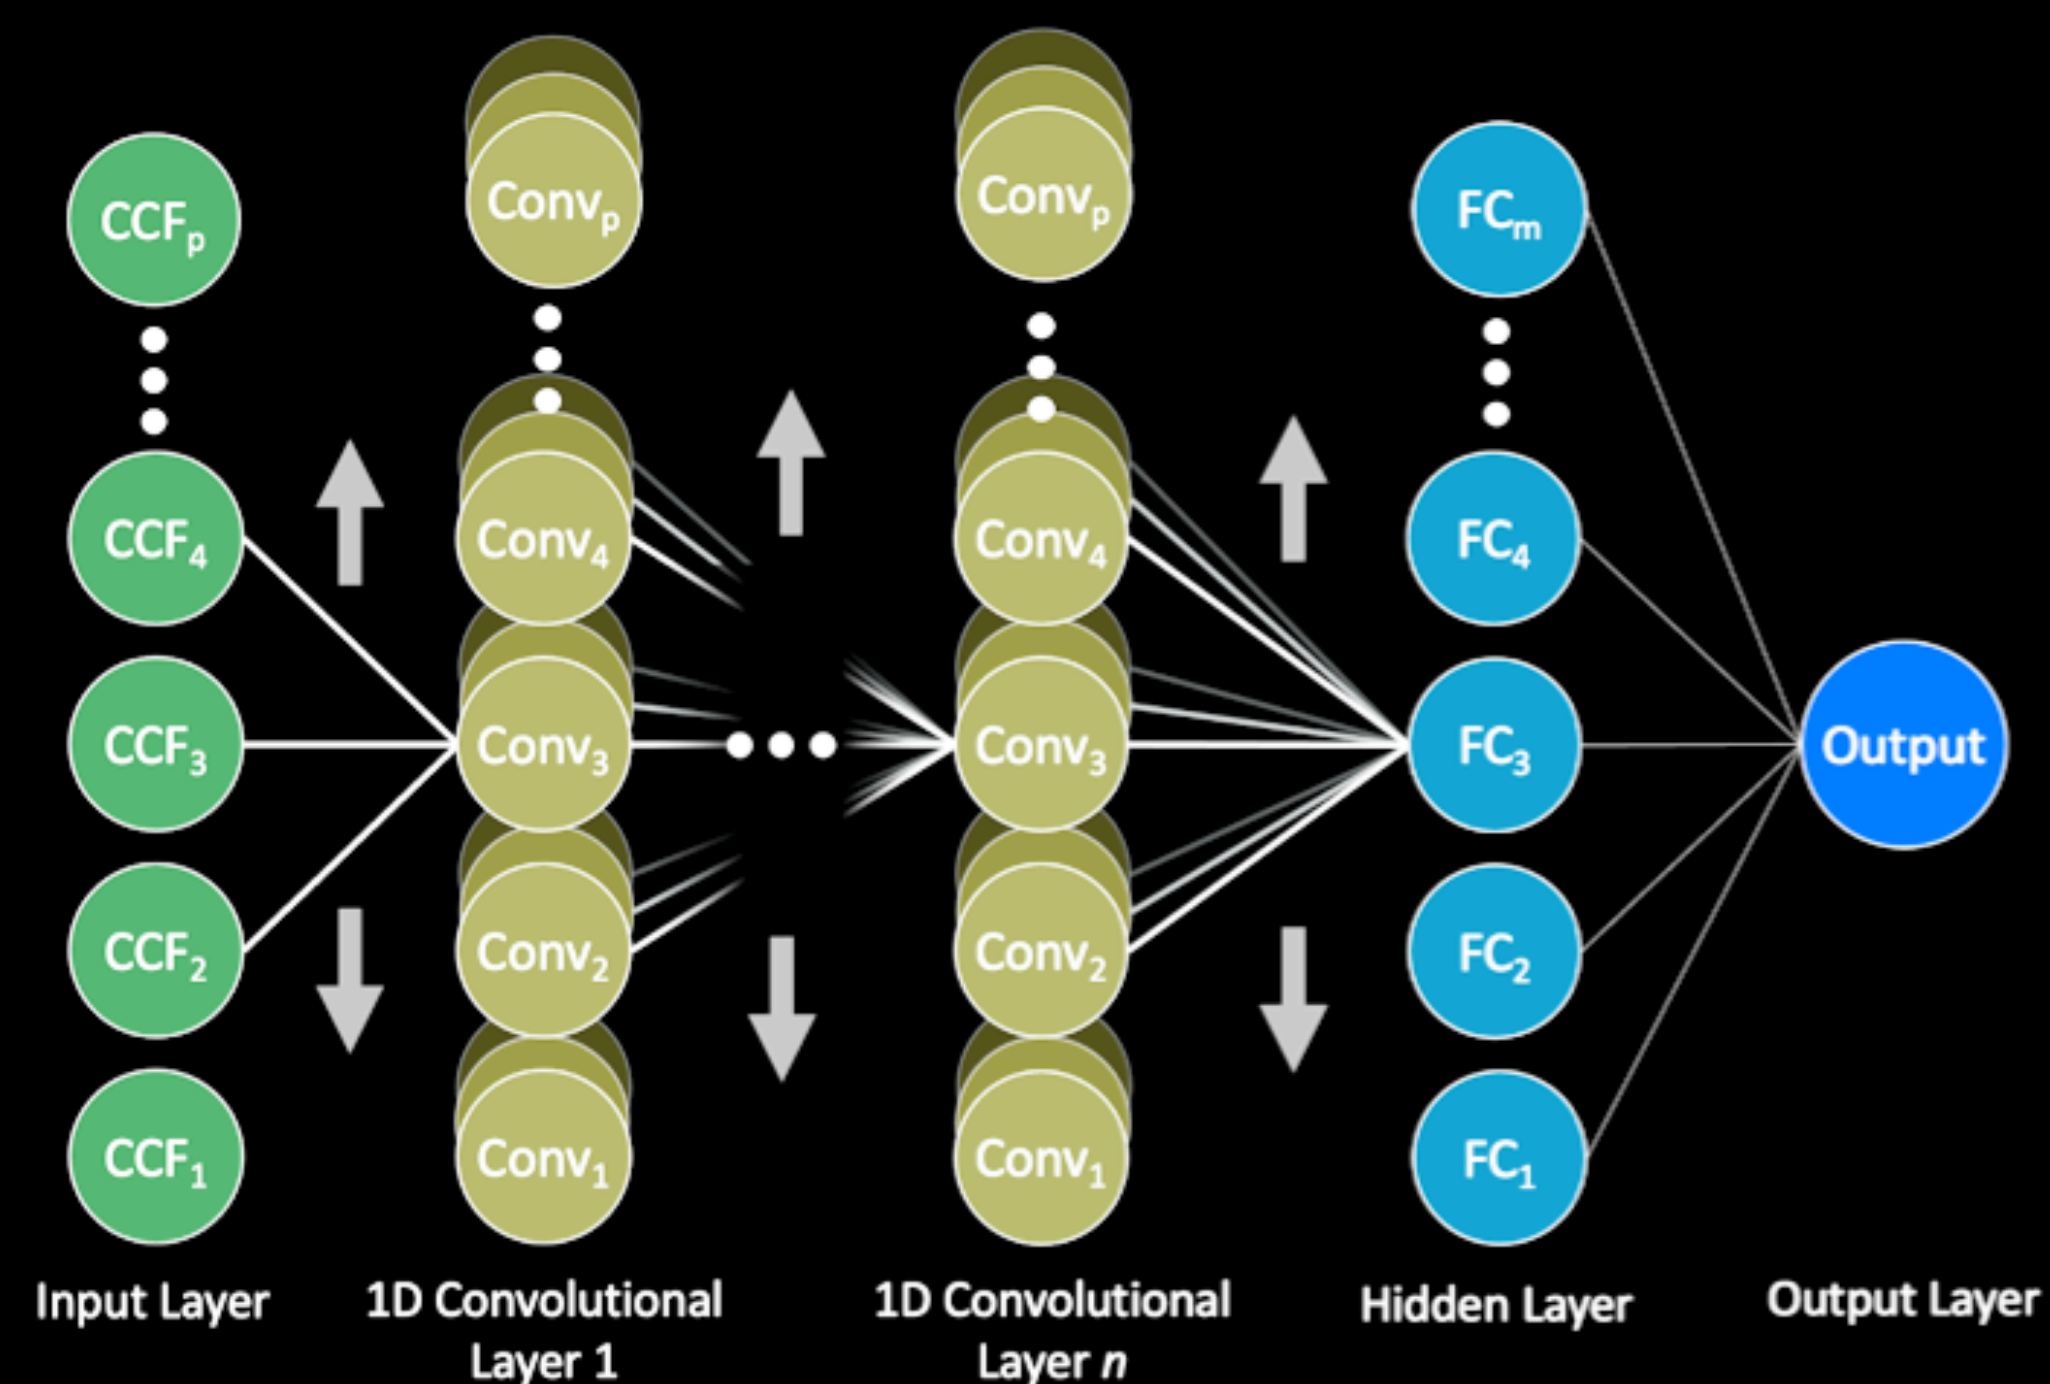 CCFp
CCF4
CCF3
CCF2
CCF1
Input Layer
Convp
Conv4
Conv3
Conv2
Conv1
1D Convolutional
Layer 1
Convp
Conv4
Conv3
Conv2
Conv1
1D Convolutional
Layer n
FCm
FC4
FC3
FC2
FC1
Hidden Layer
Output
Output Layer